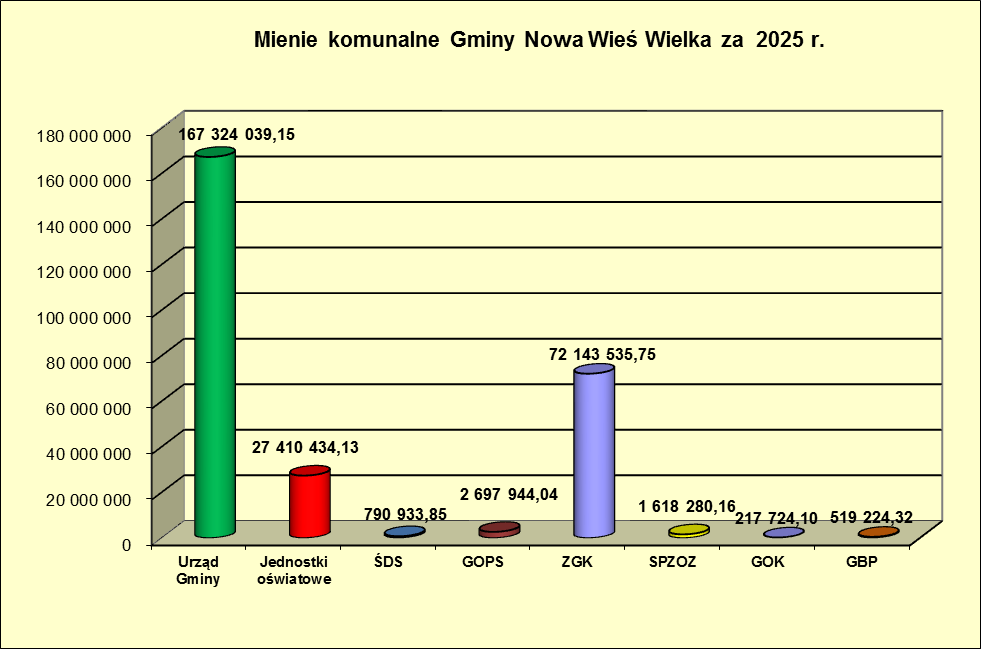 Mienie komunalne Gminy Nowa Wieś Wielka za 2025 r.
180 000 000
160 000 000
140 000 000
120 000 000
100 000 000
80 000 000
60 000 000
40 000 000
20 000 000
0
167 324 039,15
27 410 434,13
790 933,85
2 697 944,04
72 143 535,75
1 618 280,16
217 724,10
519 224,32
Urząd
Gminy
Jednostki
oświatowe
ŚDS
GOPS
ZGK
SPZOZ
GOK
GBP